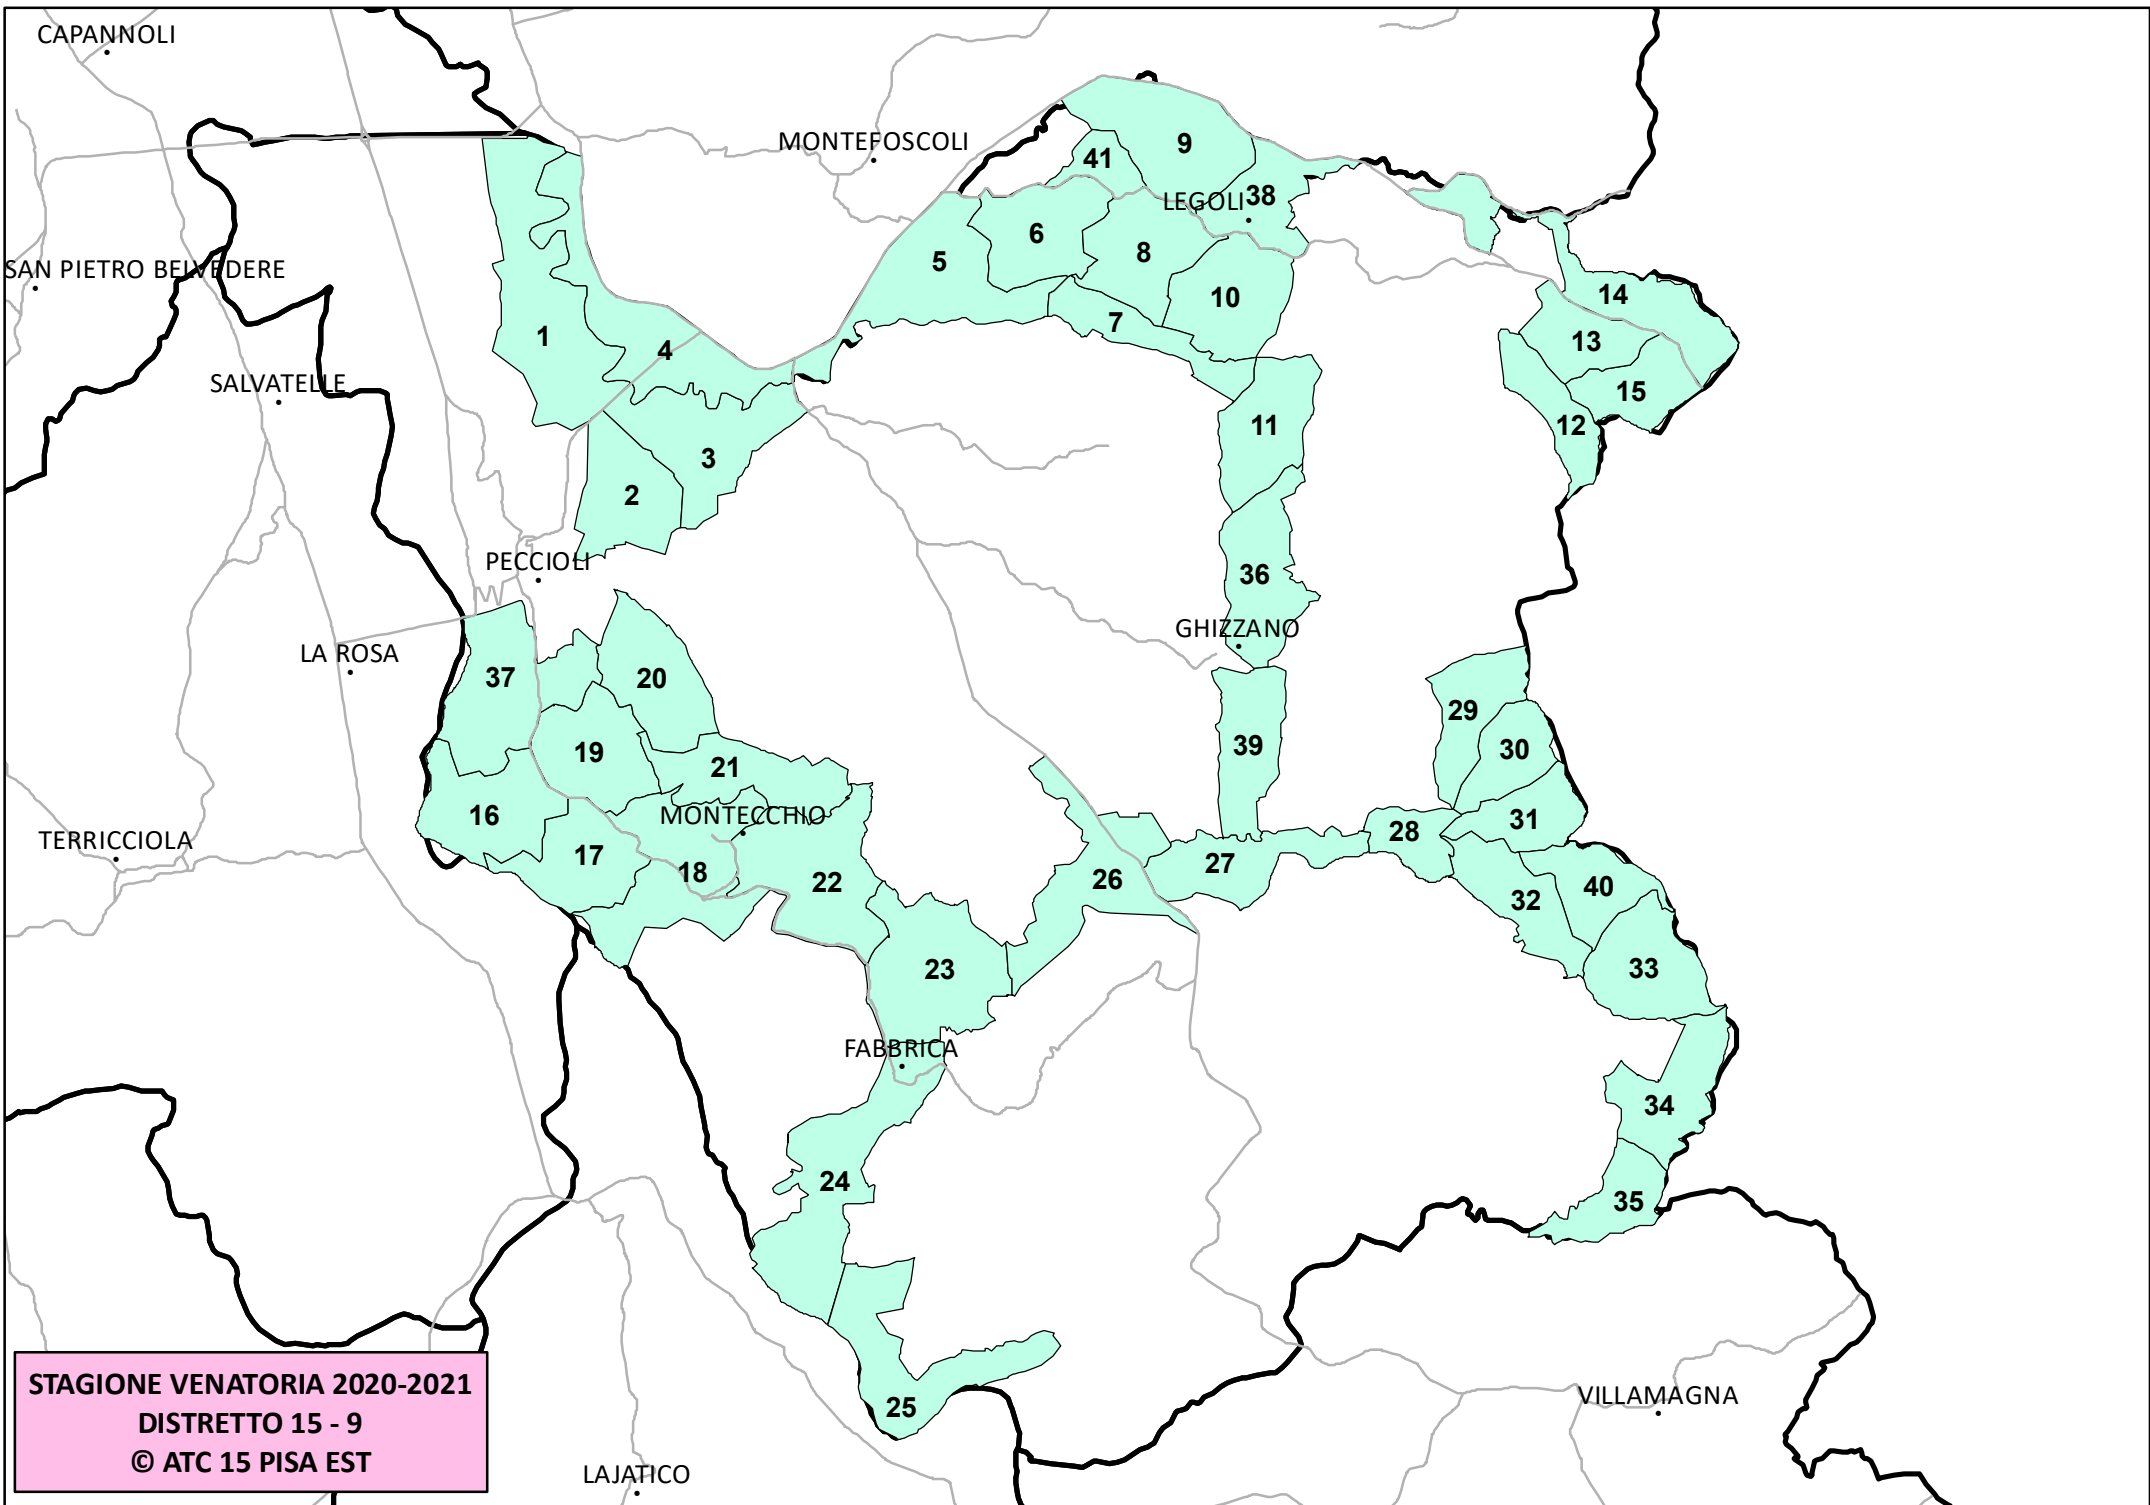 CAPANNOLI
MONTEFOSCOLI
9
41
38
LEGOLI
6
5
8
SAN PIETRO BELVEDERE
10
14
7
1
13
4
SALVATELLE
15
11
12
3
2
PECCIOLI
36
GHIZZANO
LA ROSA
37
20
29
39
30
19
21
16
MONTECCHIO
31
28
TERRICCIOLA
17
27
18
22
26
40
32
23
33
FABBRICA
34
24
35
25
VILLAMAGNA
STAGIONE VENATORIA 2020-2021
DISTRETTO 15 - 9
© ATC 15 PISA EST
LAJATICO